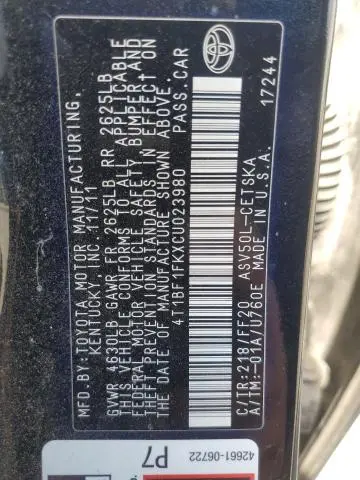 MFD.BY:TOYOTA MOTOR MANUFACTURING,
KENTUCKY, INC. 11/11
GVWR 4630LB GAWR FR 2625LB RR 2625LB
THIS VEHICLE CONFORMS TO ALL APPLICABLE
FEDERAL MOTOR VEHICLE SAFETY, BUMPER AND
THEFT PREVENTION STANDARDS IN EFFECT ON
THE DATE OF MANUFACTURE SHOWN ABOVE.
4T1BF1FKXCU023980 PASS.CAR
C/TR:218/FF20 ASV50L-CETSKA
A/TM:-01A/U760E MADE IN U.S.A.
17244
42661-06722
P7